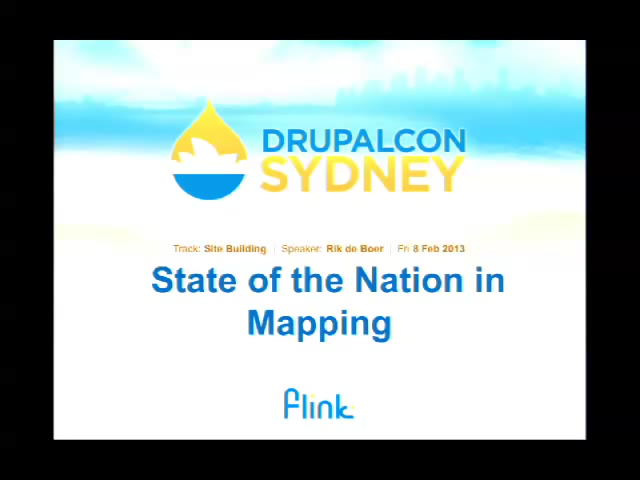 DRUPALCON
SYDNEY
Track: Site Building | Speaker: Rik de Boer | Fri 8 Feb 2013
State of the Nation in
Mapping
flink